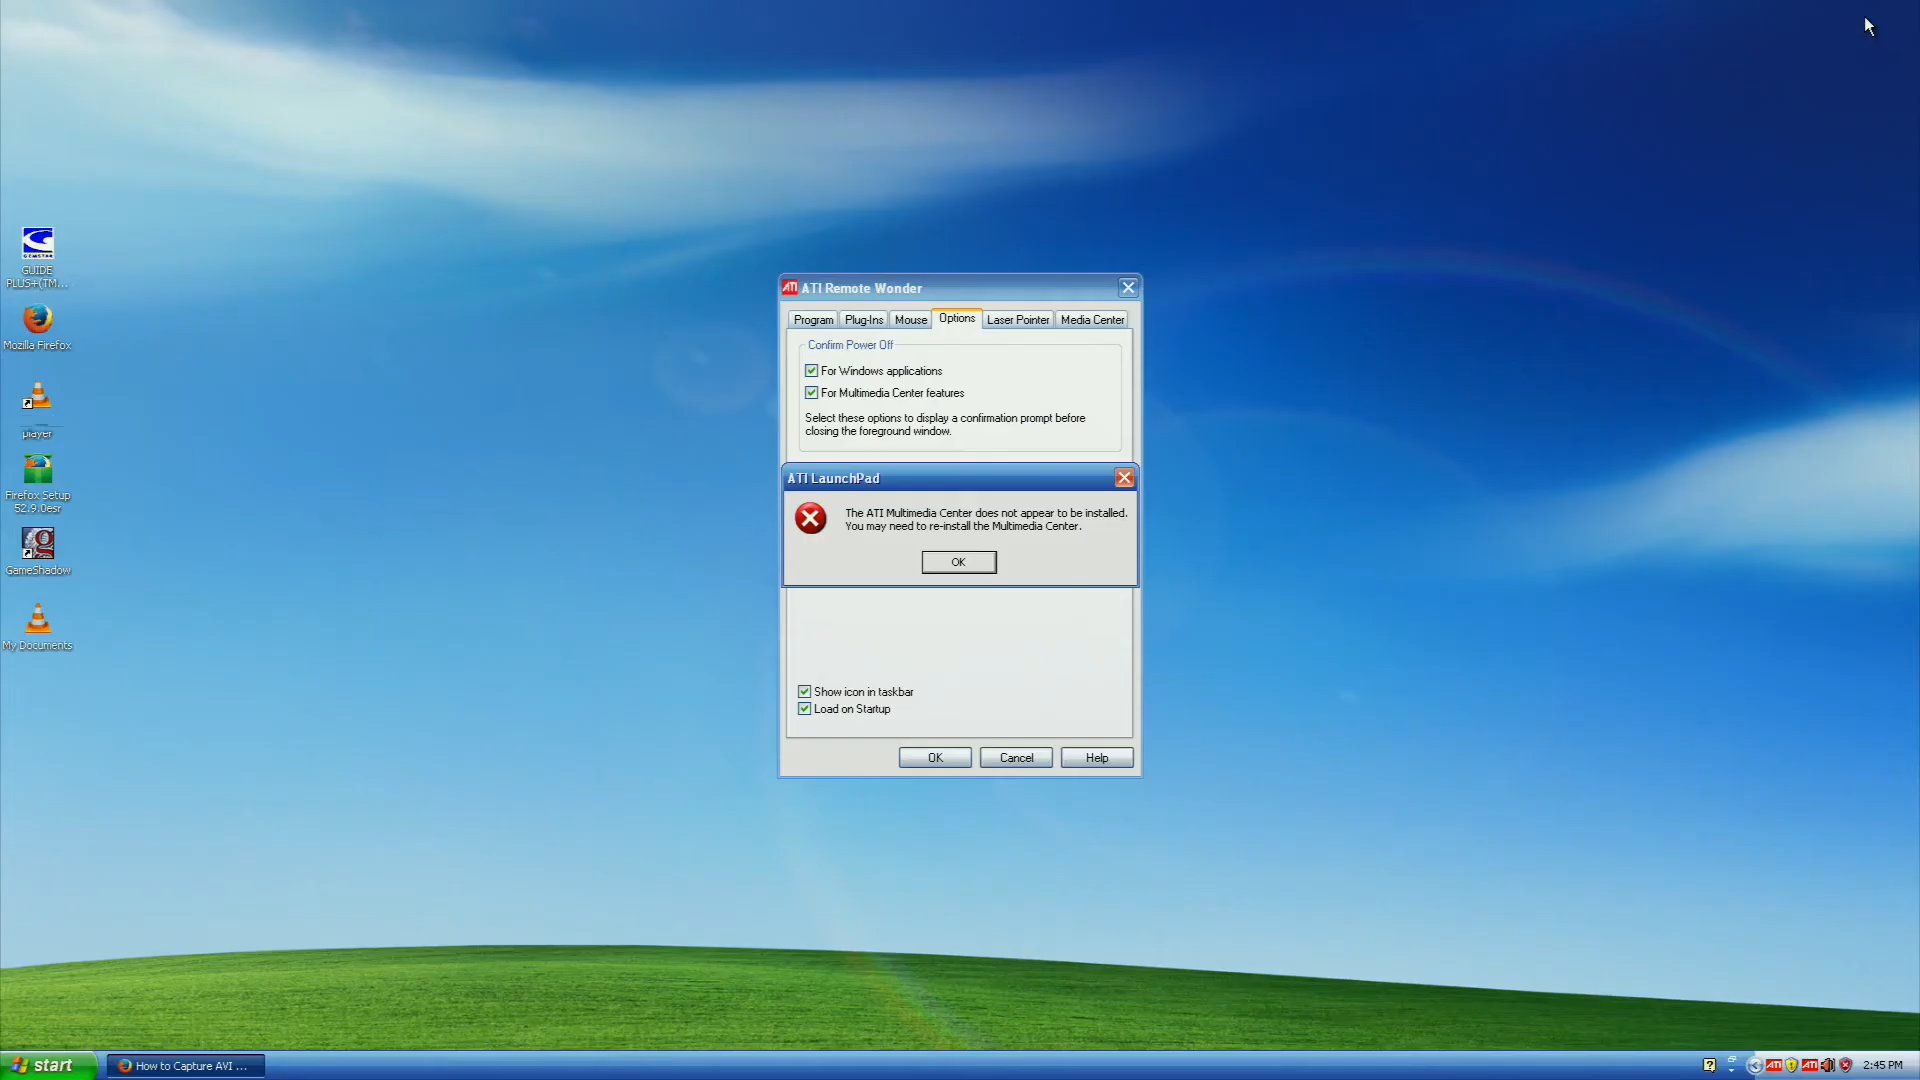 GEMSTAR
GUIDE
PLUS+(TM...
Mozilla Firefox
player
Firefox Setup
52.9.0esr
GameShadow
My Documents
ATI ATI Remote Wonder
Program Plug-Ins Mouse Options Laser Pointer Media Center
Confirm Power Off
For Windows applications
For Multimedia Center features
Select these options to display a confirmation prompt before
closing the foreground window.
ATI LaunchPad
The ATI Multimedia Center does not appear to be installed.
You may need to re-install the Multimedia Center.
OK
Show icon in taskbar
Load on Startup
OK Cancel Help
start How to Capture AVI ... ATI ATI 2:45 PM